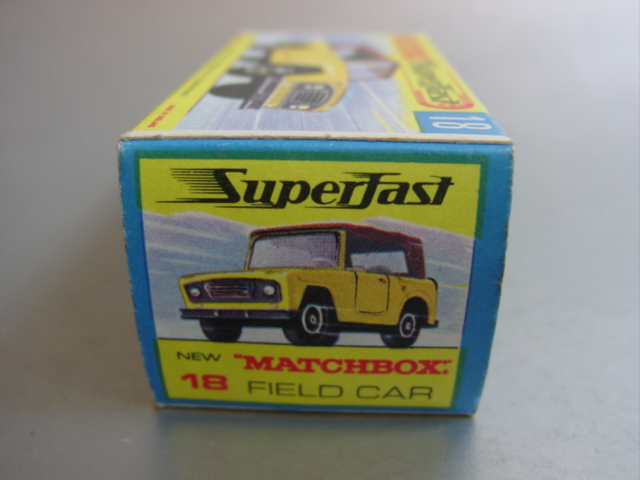 18
Superfast
NEW "MATCHBOX"
18 FIELD CAR